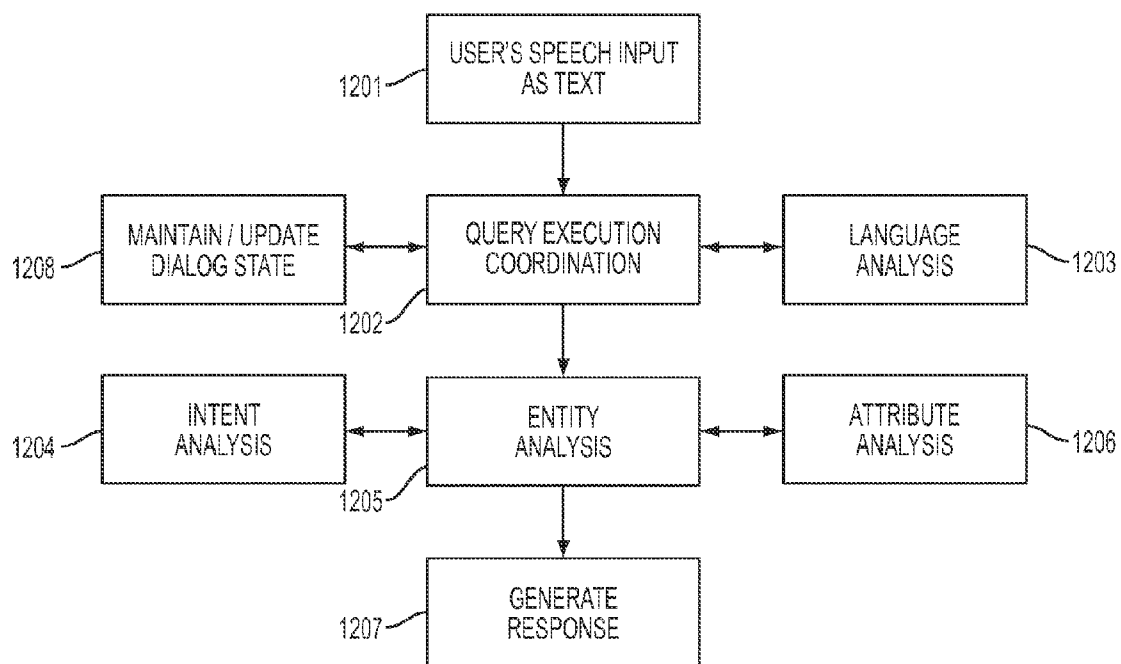 USER'S SPEECH INPUT
AS TEXT
1201
MAINTAIN / UPDATE
DIALOG STATE
1208
QUERY EXECUTION
COORDINATION
1202
LANGUAGE
ANALYSIS
1203
INTENT
ANALYSIS
1204
ENTITY
ANALYSIS
1205
ATTRIBUTE
ANALYSIS
1206
GENERATE
RESPONSE
1207